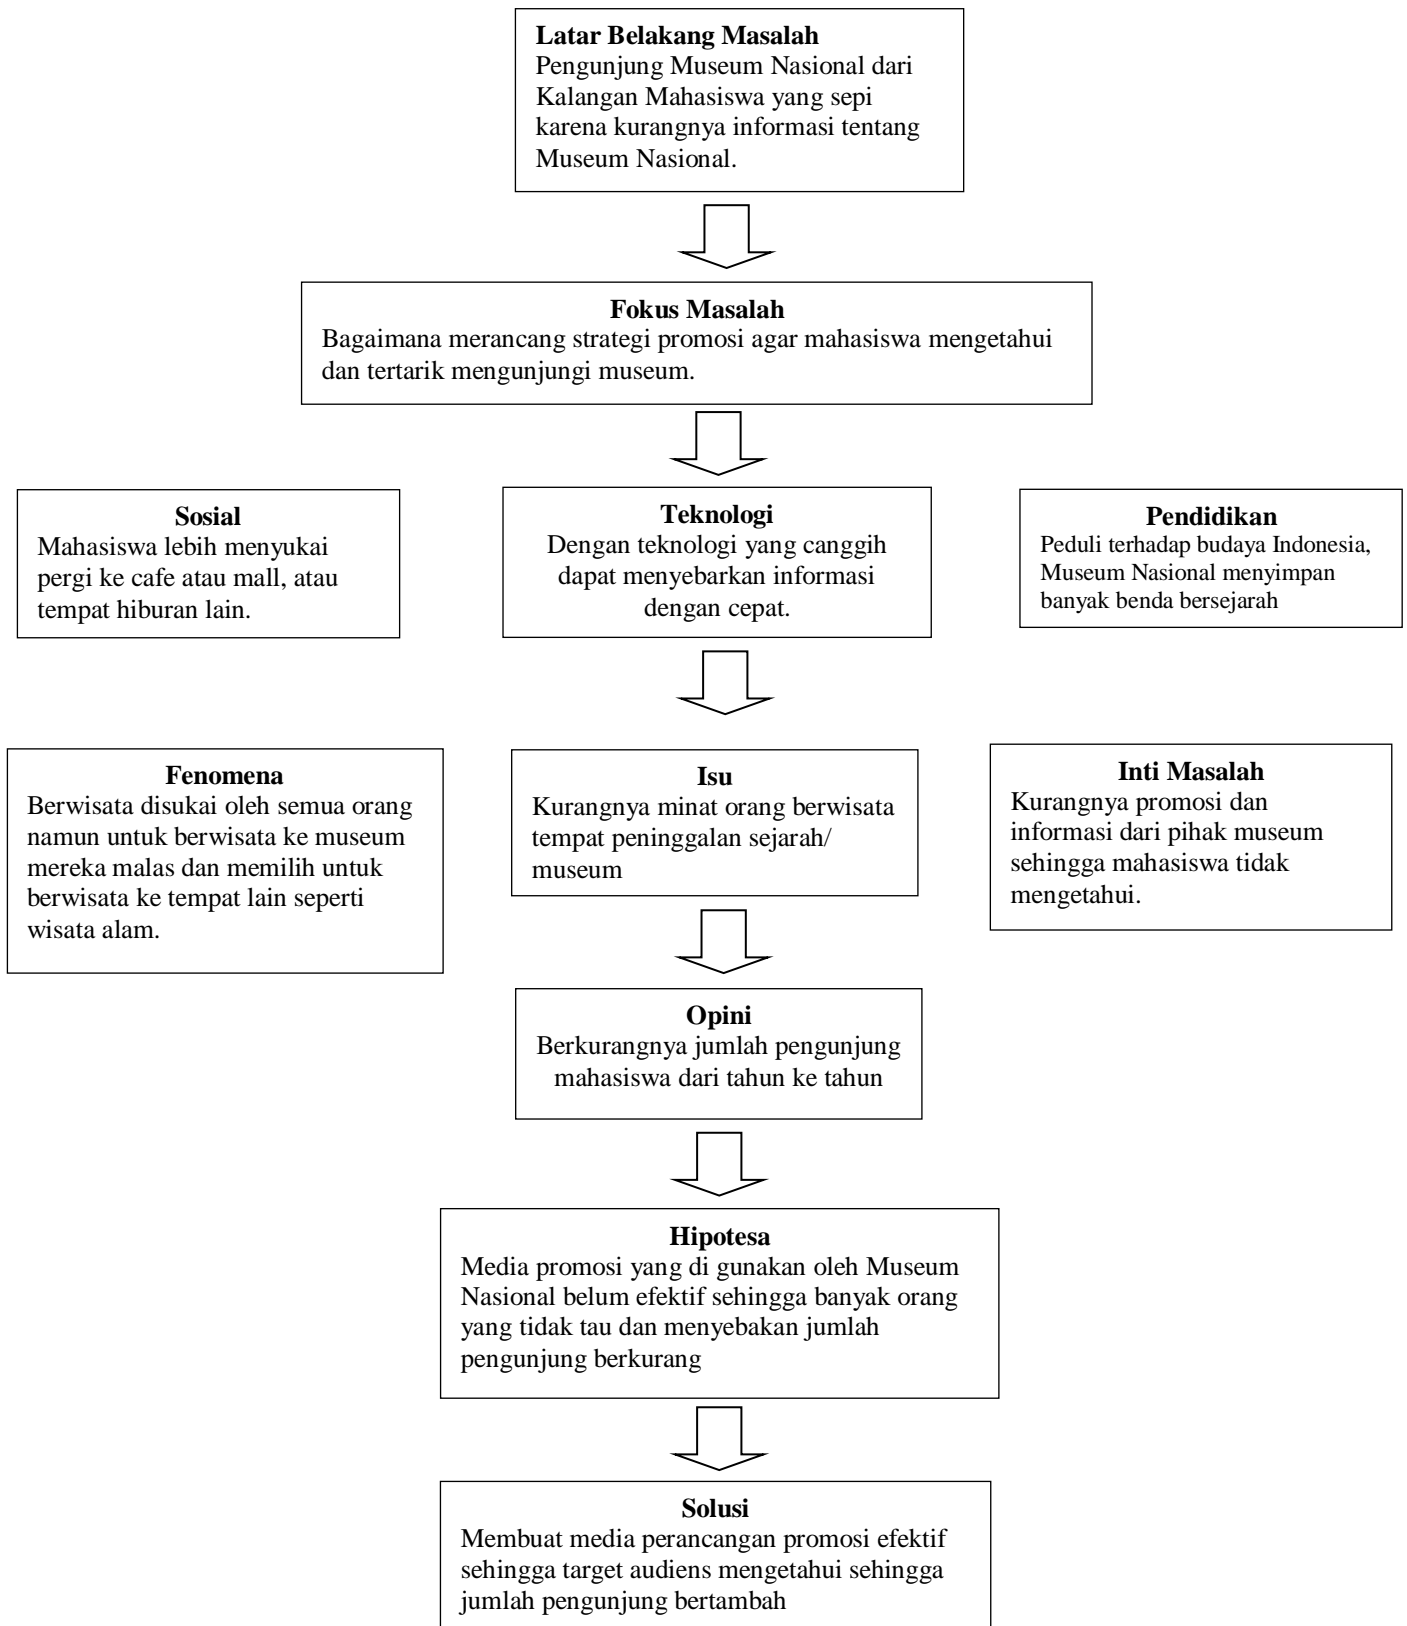 Latar Belakang Masalah
Pengunjung Museum Nasional dari
Kalangan Mahasiswa yang sepi
karena kurangnya informasi tentang
Museum Nasional.
Fokus Masalah
Bagaimana merancang strategi promosi agar mahasiswa mengetahui
dan tertarik mengunjungi museum.
Sosial
Mahasiswa lebih menyukai
pergi ke cafe atau mall, atau
tempat hiburan lain.
Teknologi
Dengan teknologi yang canggih
dapat menyebarkan informasi
dengan cepat.
Pendidikan
Peduli terhadap budaya Indonesia,
Museum Nasional menyimpan
banyak benda bersejarah
Fenomena
Berwisata disukai oleh semua orang
namun untuk berwisata ke museum
mereka malas dan memilih untuk
berwisata ke tempat lain seperti
wisata alam.
Isu
Kurangnya minat orang berwisata
tempat peninggalan sejarah/
museum
Inti Masalah
Kurangnya promosi dan
informasi dari pihak museum
sehingga mahasiswa tidak
mengetahui.
Opini
Berkurangnya jumlah pengunjung
mahasiswa dari tahun ke tahun
Hipotesa
Media promosi yang di gunakan oleh Museum
Nasional belum efektif sehingga banyak orang
yang tidak tau dan menyebakan jumlah
pengunjung berkurang
Solusi
Membuat media perancangan promosi efektif
sehingga target audiens mengetahui sehingga
jumlah pengunjung bertambah